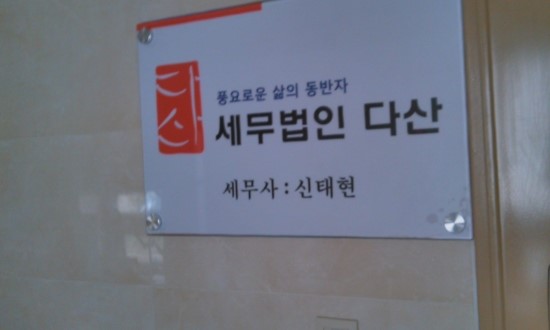 다산
풍요로운 삶의 동반자
세무법인 다산
세무사 : 신태현